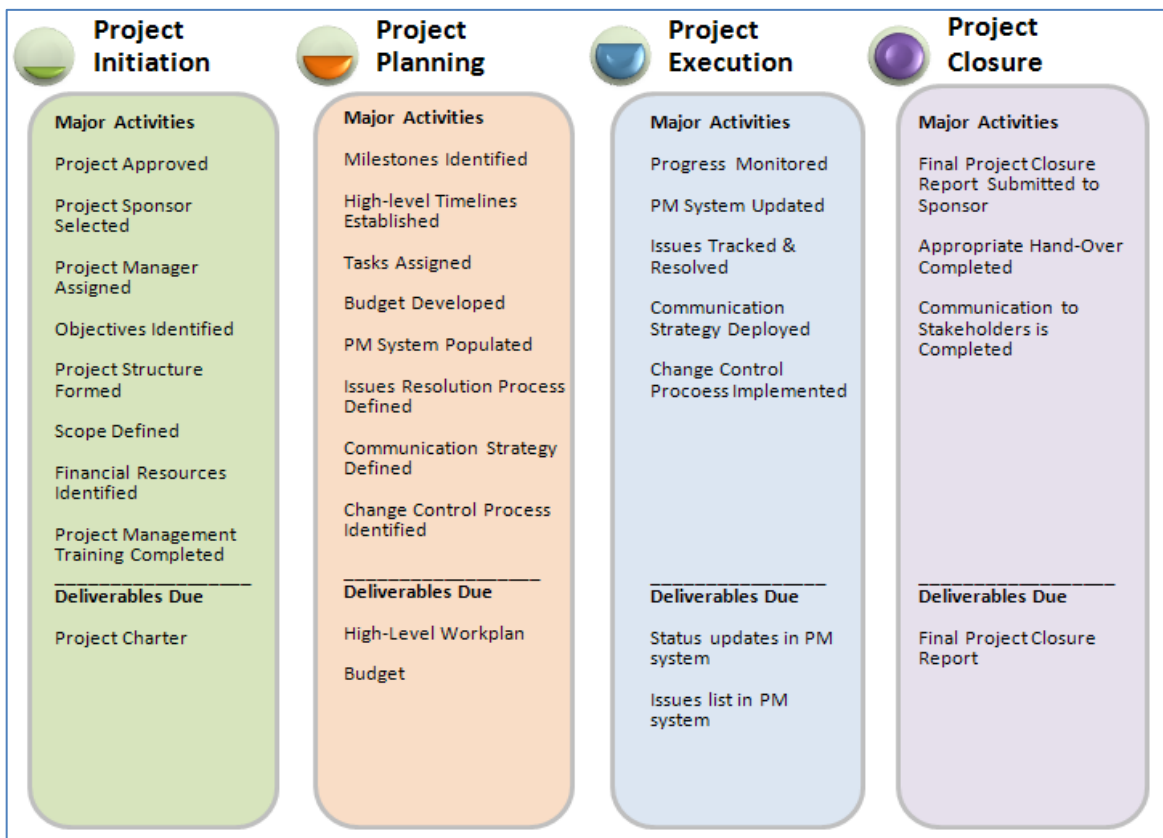 Project
Initiation
Major Activities
Project Approved
Project Sponsor
Selected
Project Manager
Assigned
Objectives Identified
Project Structure
Formed
Scope Defined
Financial Resources
Identified
Project Management
Training Completed
___________________
Deliverables Due
Project Charter
Project
Planning
Major Activities
Milestones Identified
High-level Timelines
Established
Tasks Assigned
Budget Developed
PM System Populated
Issues Resolution Process
Defined
Communication Strategy
Defined
Change Control Process
Identified
___________________
Deliverables Due
High-Level Workplan
Budget
Project
Execution
Major Activities
Progress Monitored
PM System Updated
Issues Tracked &
Resolved
Communication
Strategy Deployed
Change Control
Procoess Implemented
_________________
Deliverables Due
Status updates in PM
system
Issues list in PM
system
Project
Closure
Major Activities
Final Project Closure
Report Submitted to
Sponsor
Appropriate Hand-Over
Completed
Communication to
Stakeholders is
Completed
___________________
Deliverables Due
Final Project Closure
Report